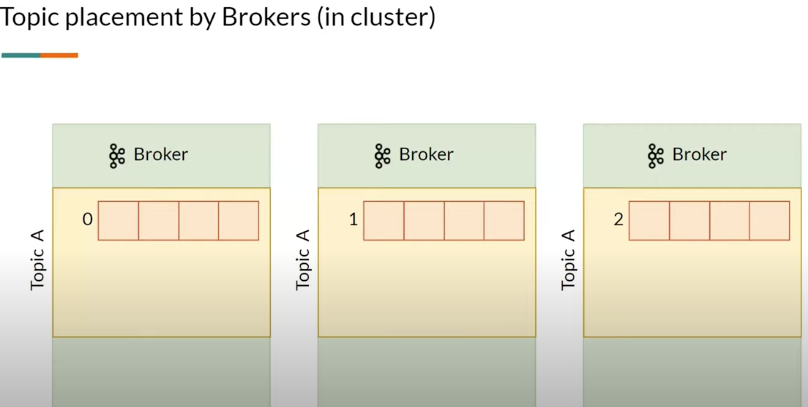 Topic placement by Brokers (in cluster)
Broker
Broker
Broker
0
1
2
Topic A
Topic A
Topic A